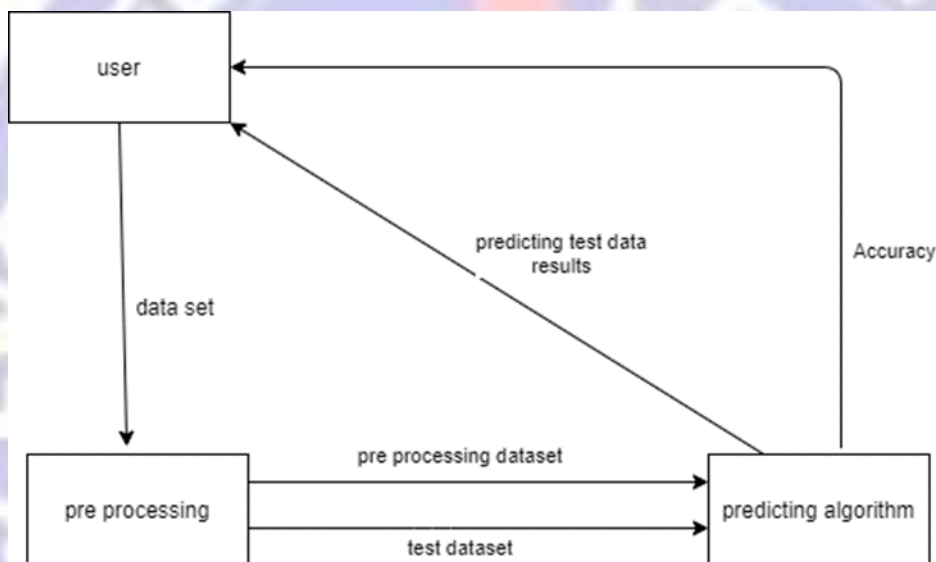 user
predicting test data
results
Accuracy
data set
pre processing dataset
pre processing
predicting algorithm
test dataset